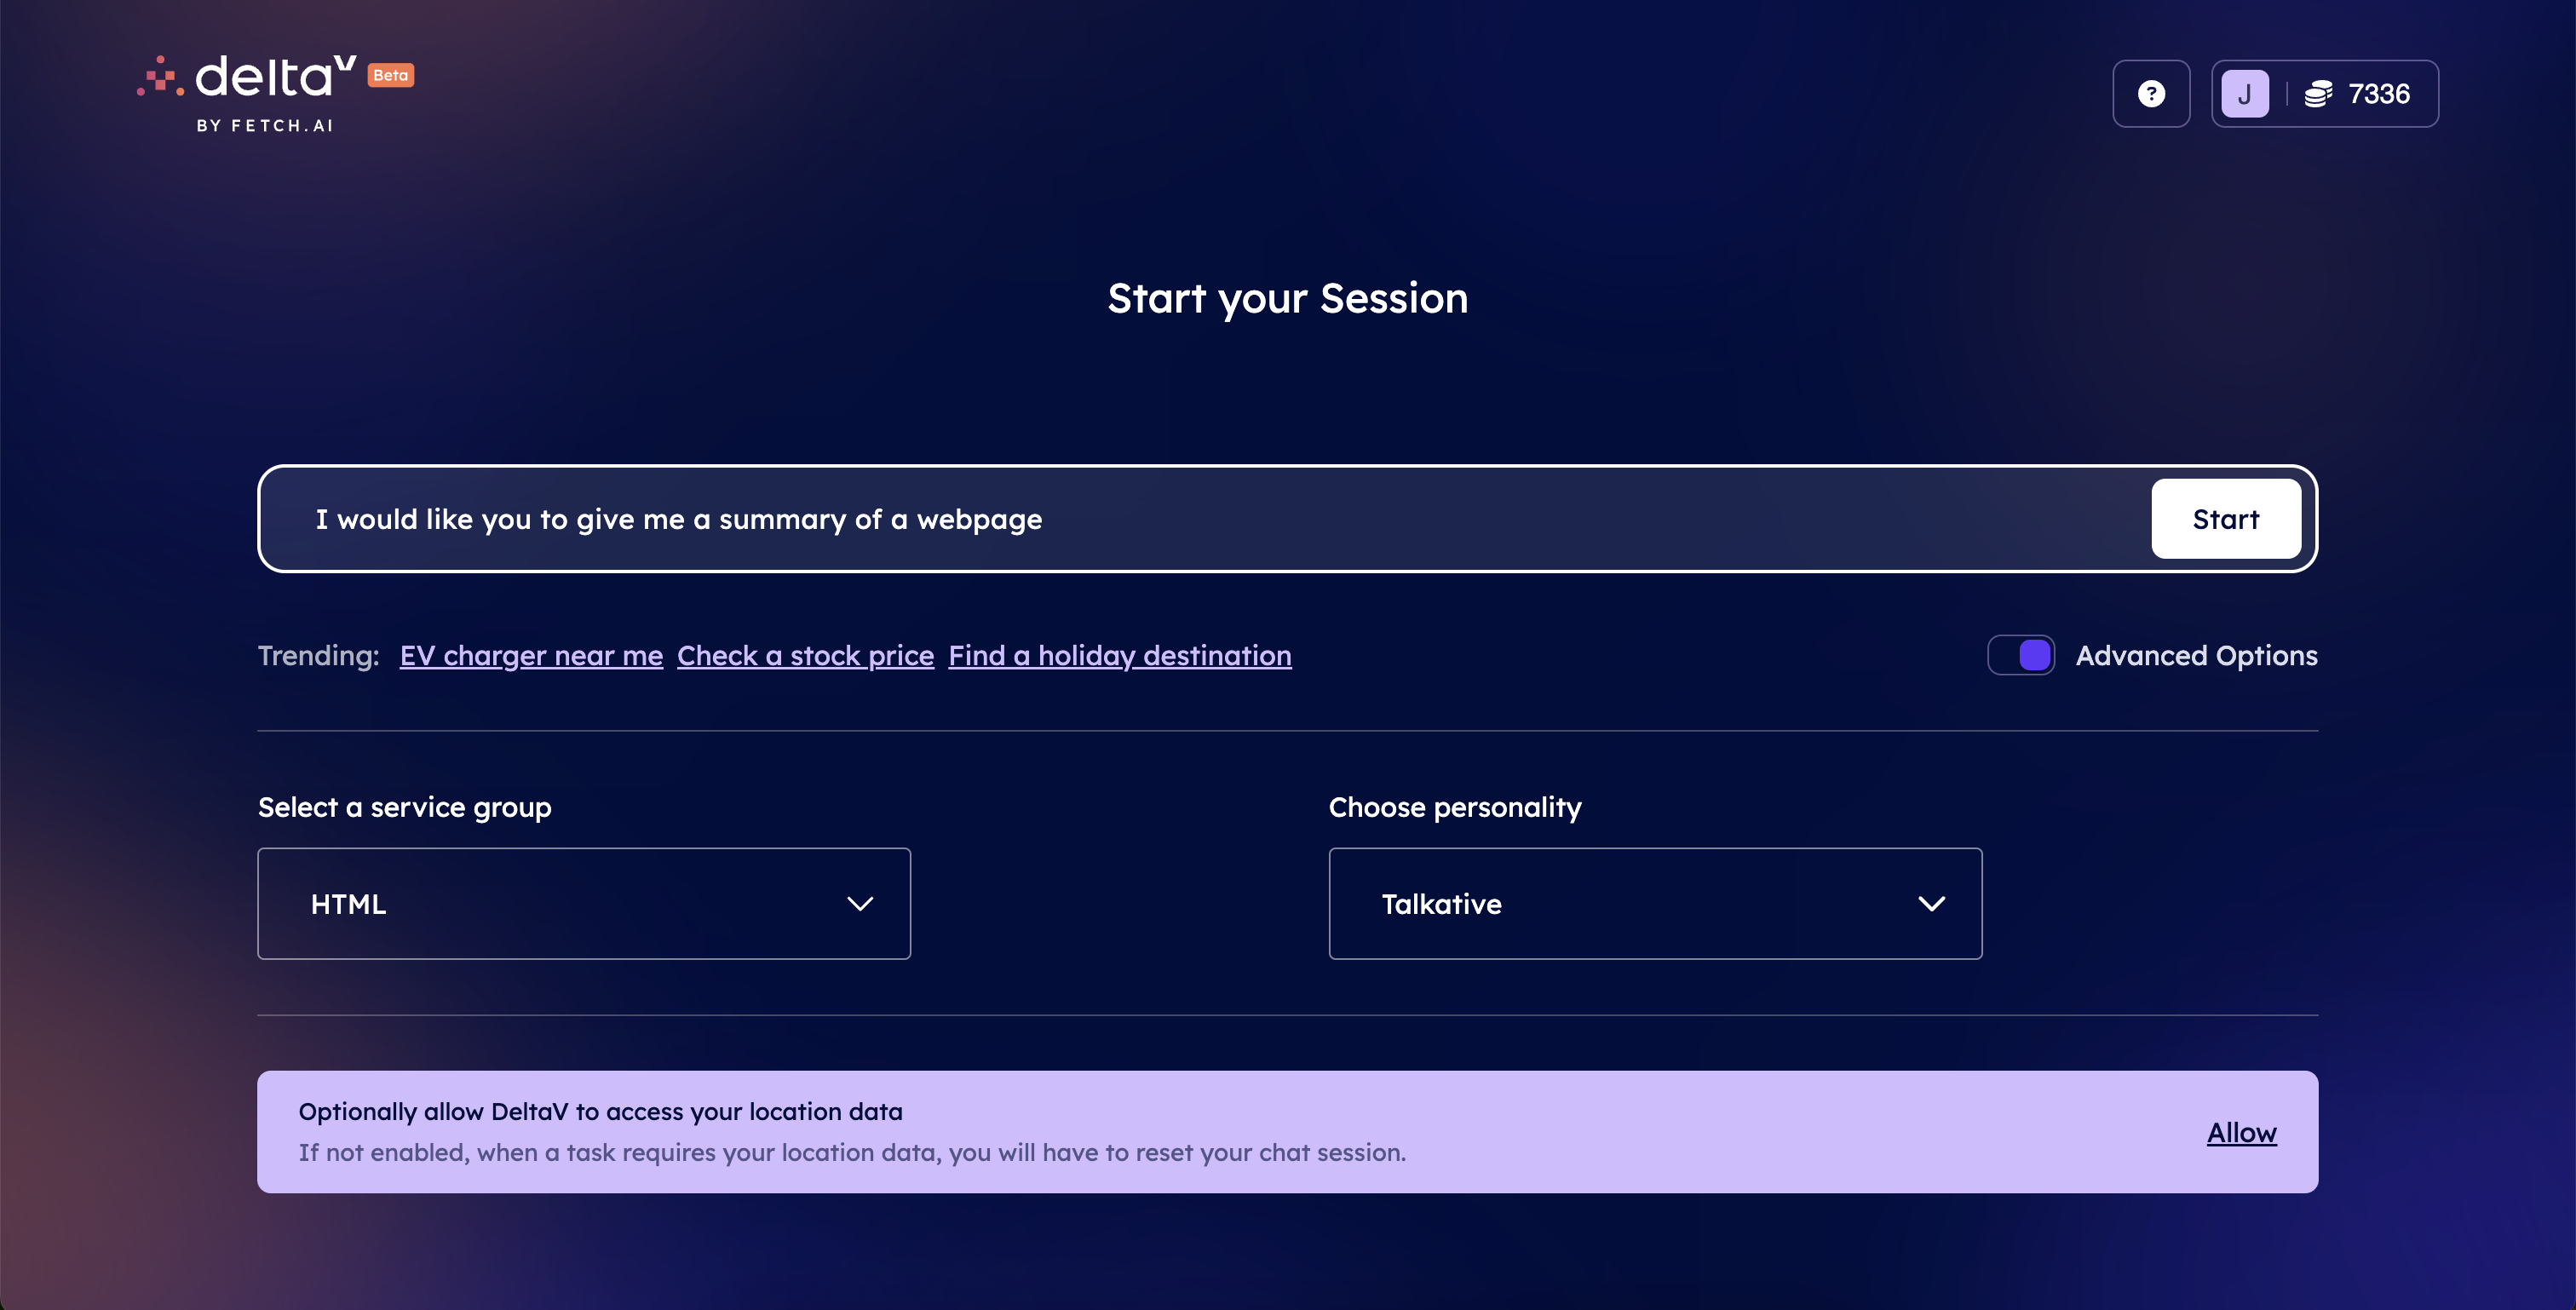 deltaV Beta
BY FETCH.AI
? J 7336
Start your Session
I would like you to give me a summary of a webpage Start
Trending: EV charger near me Check a stock price Find a holiday destination Advanced Options
Select a service group Choose personality
HTML Talkative
Optionally allow DeltaV to access your location data
If not enabled, when a task requires your location data, you will have to reset your chat session.
Allow